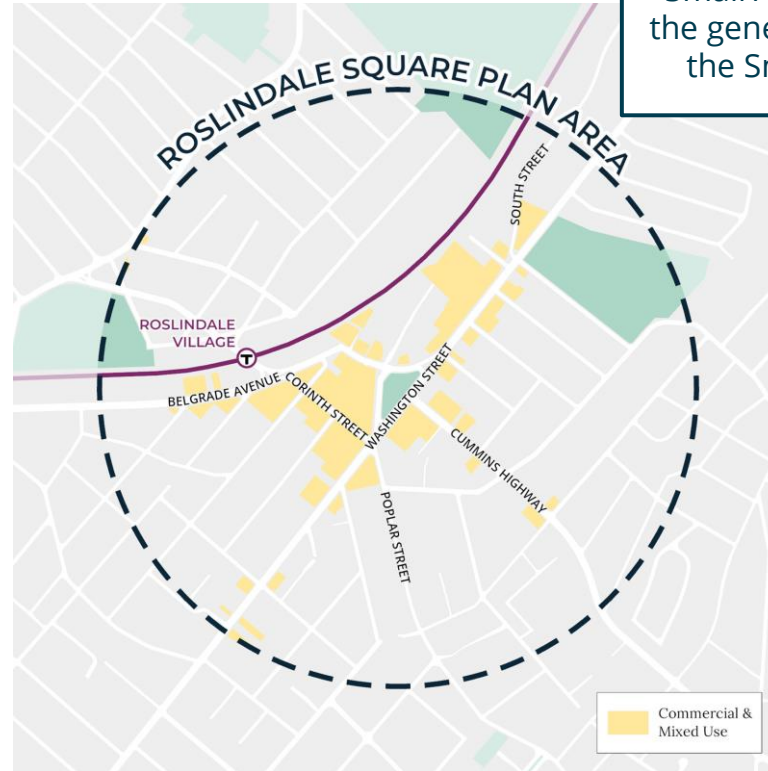 the gene
the Sr
ROSLINDALE SQUARE PLAN AREA
SOUTH STREET
ROSLINDALE
VILLAGE
T
BELGRADE AVENUE
CORINTH STREET
WASHINGTON STREET
CUMMINS HIGHWAY
POPLAR STREET
Commercial &
Mixed Use